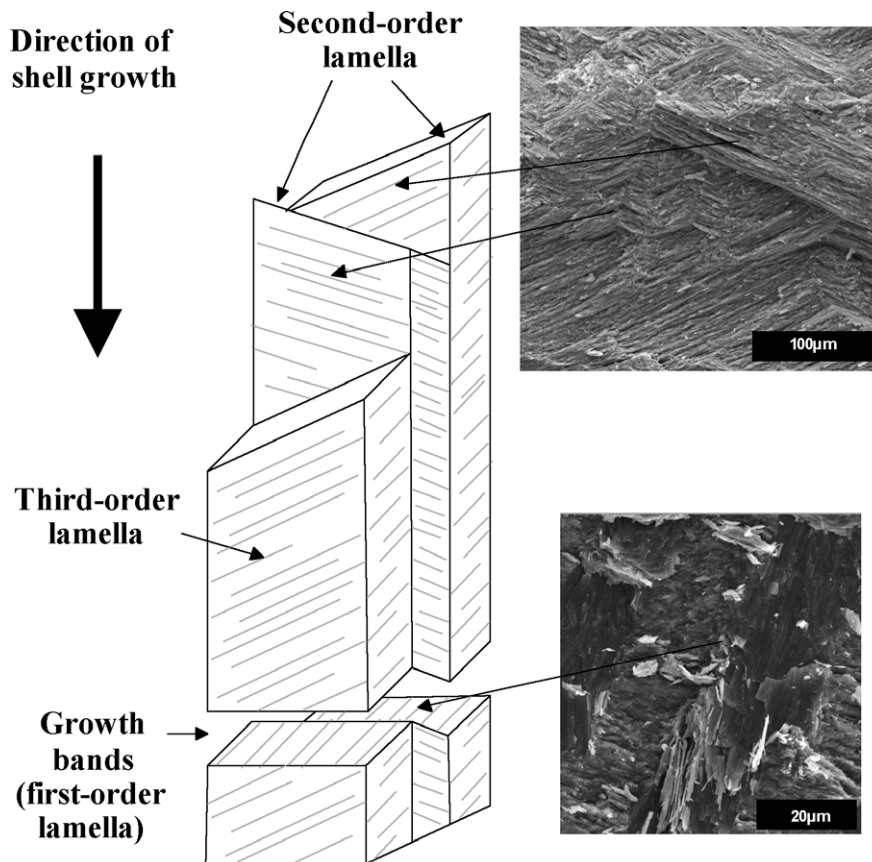 Direction of
shell growth
Second-order
lamella
100µm
Third-order
lamella
Growth
bands
(first-order
lamella)
20µm